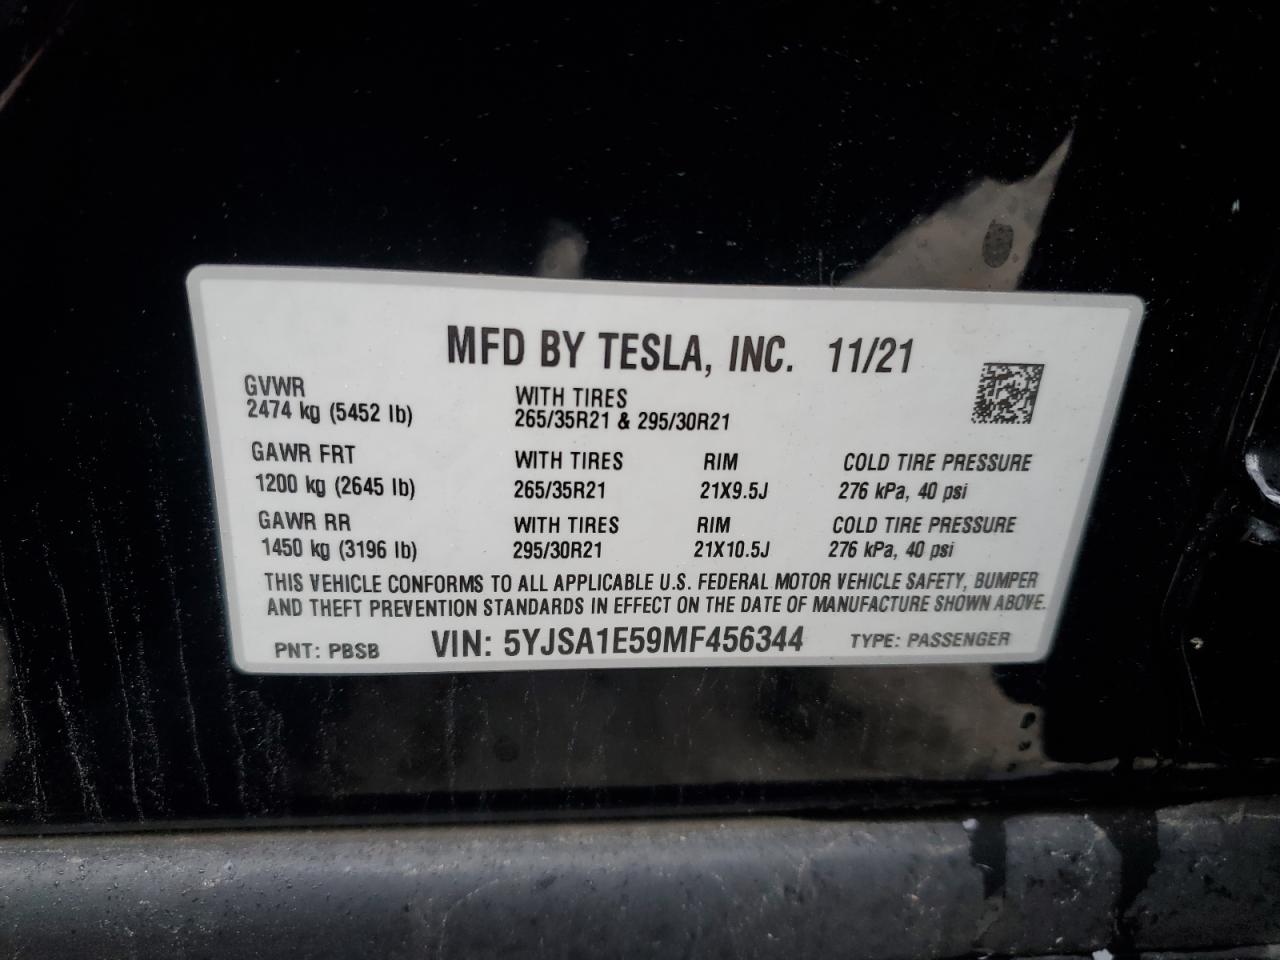 MFD BY TESLA, INC. 11/21
GVWR WITH TIRES
2474 kg (5452 lb) 265/35R21 & 295/30R21
GAWR FRT WITH TIRES RIM COLD TIRE PRESSURE
1200 kg (2645 lb) 265/35R21 21X9.5J 276 kPa, 40 psi
GAWR RR WITH TIRES RIM COLD TIRE PRESSURE
1450 kg (3196 lb) 295/30R21 21X10.5J 276 kPa, 40 psi
THIS VEHICLE CONFORMS TO ALL APPLICABLE U.S. FEDERAL MOTOR VEHICLE SAFETY, BUMPER
AND THEFT PREVENTION STANDARDS IN EFFECT ON THE DATE OF MANUFACTURE SHOWN ABOVE.
PNT: PBSB VIN: 5YJSA1E59MF456344 TYPE: PASSENGER